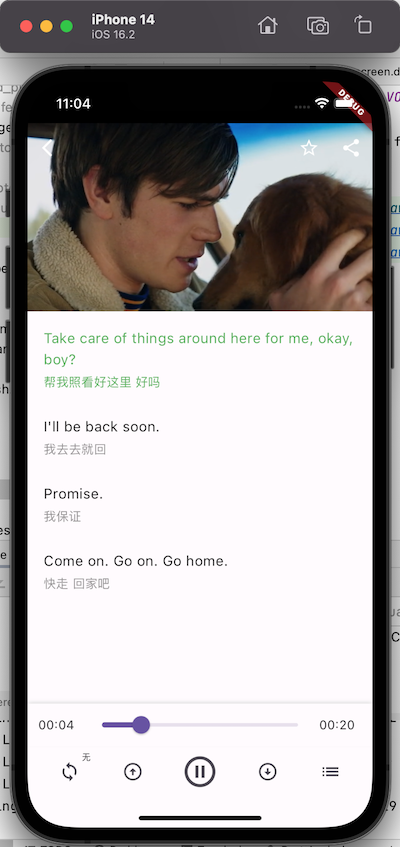 iPhone 14
iOS 16.2
11:04
DEBUG
Take care of things around here for me, okay,
boy?
帮我照看好这里 好吗
I'll be back soon.
我去去就回
Promise.
我保证
Come on. Go on. Go home.
快走 回家吧
00:04
00:20
无